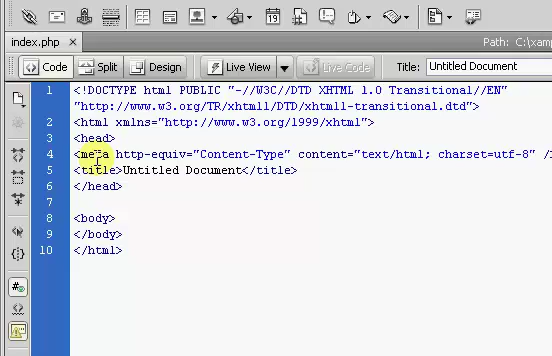 index.php
Path: C:\xamp
Code Split Design Live View Live Code Title: Untitled Document
1 <!DOCTYPE html PUBLIC "-//W3C//DTD XHTML 1.0 Transitional//EN"
"http://www.w3.org/TR/xhtml1/DTD/xhtml1-transitional.dtd">
2 <html xmlns="http://www.w3.org/1999/xhtml">
3 <head>
4 <meta http-equiv="Content-Type" content="text/html; charset=utf-8" /
5 <title>Untitled Document</title>
6 </head>
7
8 <body>
9 </body>
10 </html>